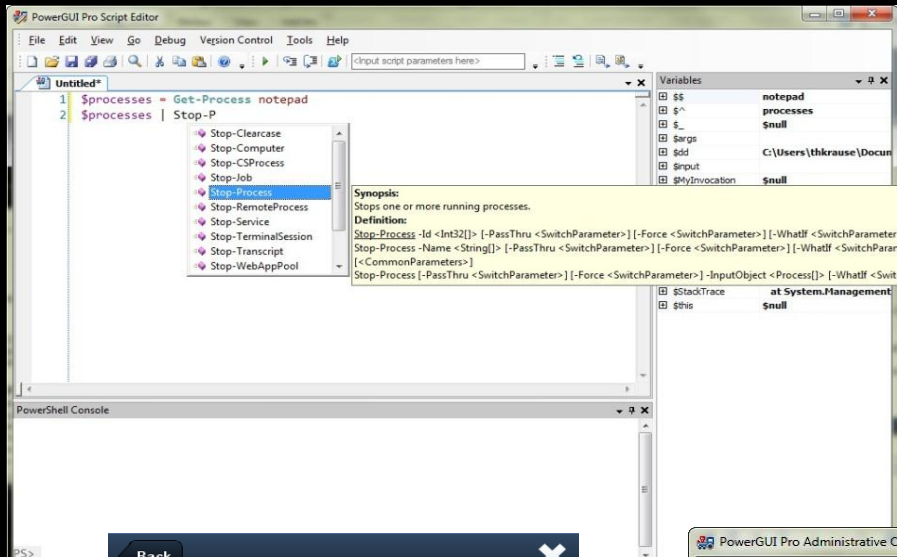 PowerGUI Pro Script Editor
File Edit View Go Debug Version Control Tools Help
<Input script parameters here>
Untitled*
1 $processes = Get-Process notepad
2 $processes | Stop-P
Stop-Clearcase
Stop-Computer
Stop-CSProcess
Stop-Job
Stop-Process
Stop-RemoteProcess
Stop-Service
Stop-TerminalSession
Stop-Transcript
Stop-WebAppPool
Synopsis:
Stops one or more running processes.
Definition:
Stop-Process -Id <Int32[]> [-PassThru <SwitchParameter>] [-Force <SwitchParameter>] [-WhatIf <SwitchParameter
Stop-Process -Name <String[]> [-PassThru <SwitchParameter>] [-Force <SwitchParameter>] [-WhatIf <SwitchParam
[<CommonParameters>]
Stop-Process [-PassThru <SwitchParameter>] [-Force <SwitchParameter>] -InputObject <Process[]> [-WhatIf <Swit
Variables
$$ notepad
$^ processes
$_ $null
$args
$dd C:\Users\thkrause\Docun
$input
$MyInvocation $null
$StackTrace at System.Management
$this $null
PowerShell Console
PS>
Back
PowerGUI Pro Administrative C